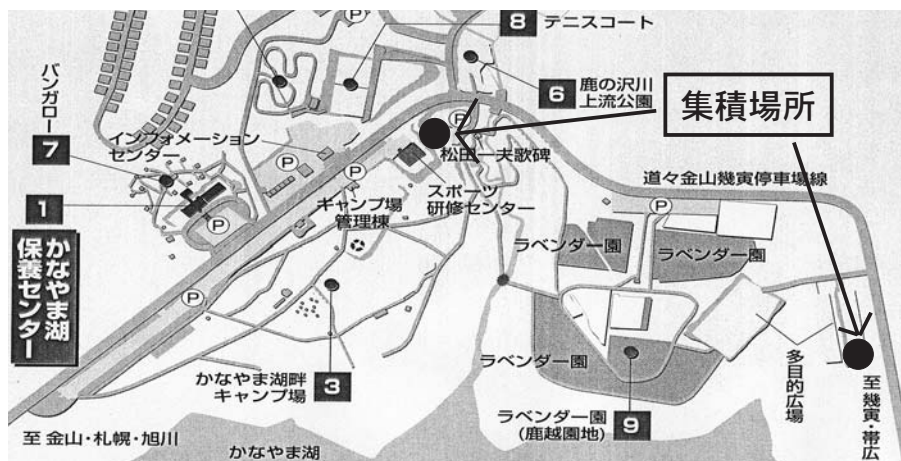 P
8 テニスコート
6 鹿の沢川
上流公園
集積場所
バンガロー
7
インフォメーション
センター
P
P
松田一夫歌碑
道々金山幾寅停車場線
1
P
P
キャンプ場
管理棟
スポーツ
研修センター
P
ラベンダー園
ラベンダー園
かなやま湖
保養センター
P
3
かなやま湖畔
キャンプ場
ラベンダー園
多目的広場
ラベンダー園
(鹿越園地)
9
至金山・札幌・旭川
かなやま湖
至幾寅・帯広